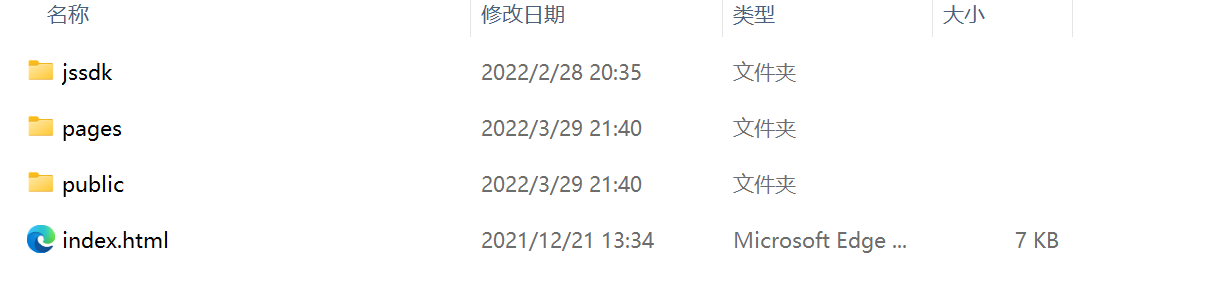 名称 修改日期 类型 大小
jssdk 2022/2/28 20:35 文件夹
pages 2022/3/29 21:40 文件夹
public 2022/3/29 21:40 文件夹
index.html 2021/12/21 13:34 Microsoft Edge ... 7 KB